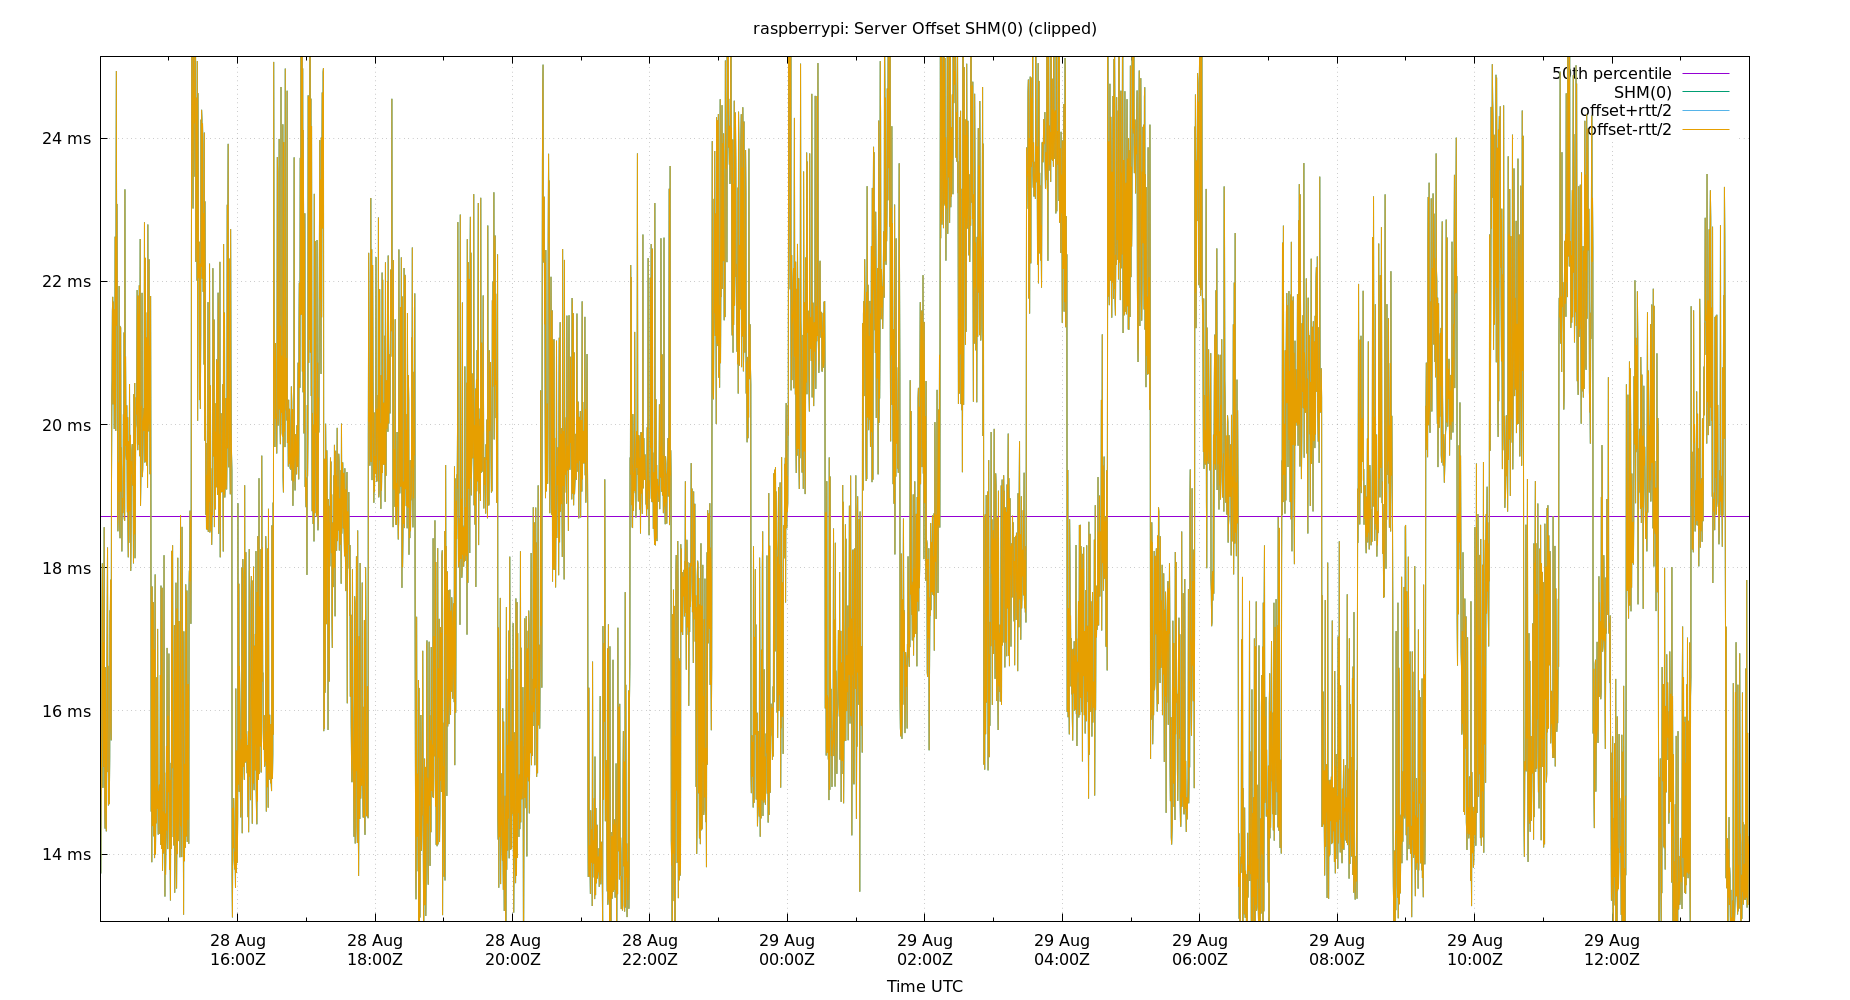 raspberrypi: Server Offset SHM(0) (clipped)
50th percentile
SHM(0)
offset+rtt/2
offset-rtt/2
24 ms
22 ms
20 ms
18 ms
16 ms
14 ms
28 Aug 28 Aug 28 Aug 28 Aug 29 Aug 29 Aug 29 Aug 29 Aug 29 Aug 29 Aug 29 Aug
16:00Z 18:00Z 20:00Z 22:00Z 00:00Z 02:00Z 04:00Z 06:00Z 08:00Z 10:00Z 12:00Z
Time UTC